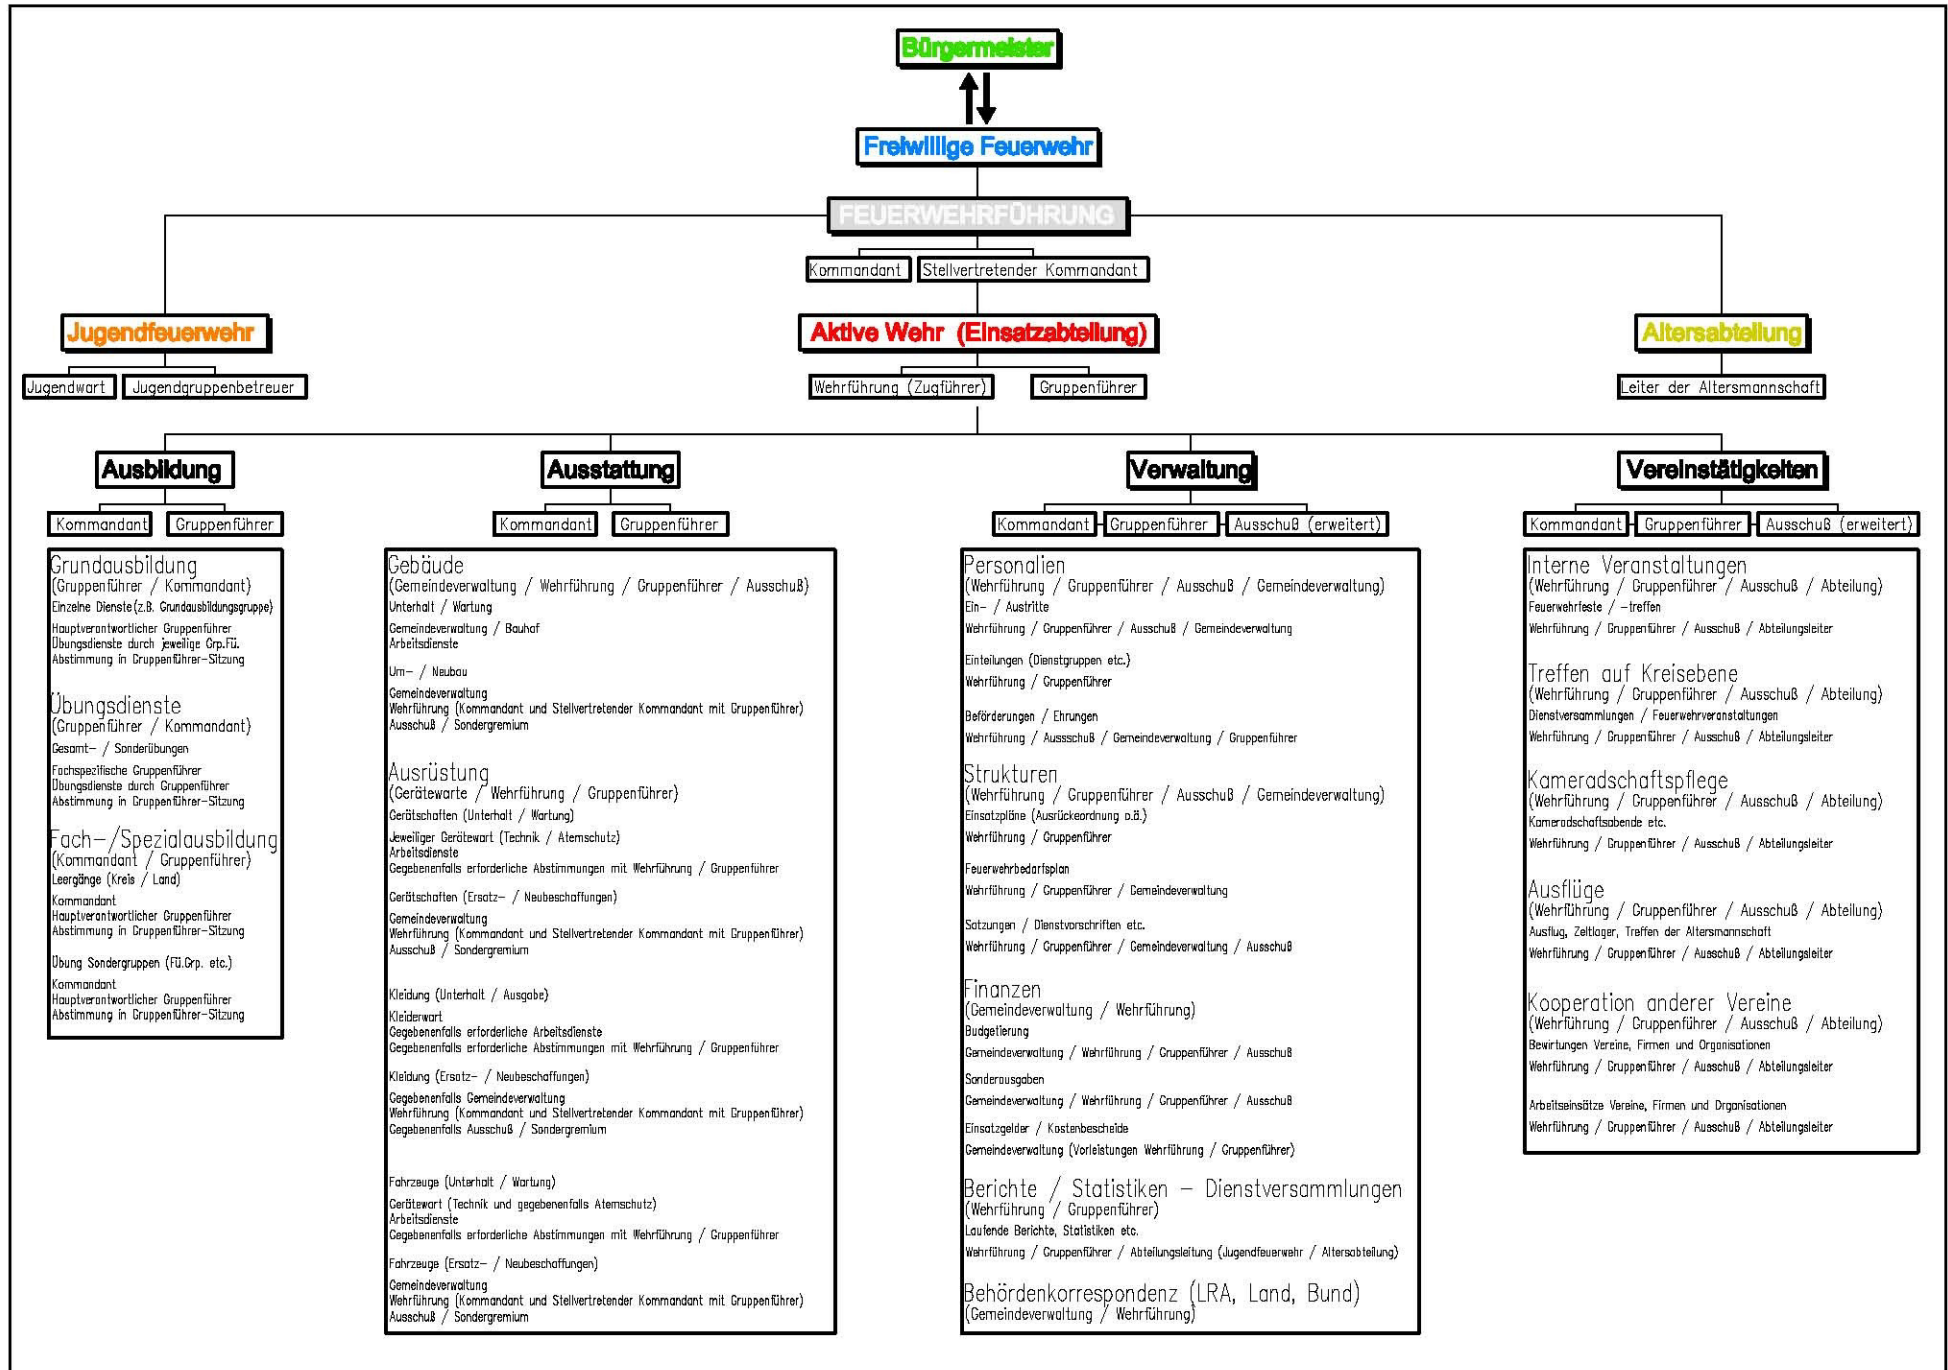 Bürgermeister
Freiwillige Feuerwehr
FEUERWEHRFÜHRUNG
Kommandant
Stellvertretender Kommandant
Jugendfeuerwehr
Aktive Wehr (Einsatzabteilung)
Altersabteilung
Jugendwart
Jugendgruppenbetreuer
Wehrführung (Zugführer)
Gruppenführer
Leiter der Altersmannschaft
Ausbildung
Ausstattung
Verwaltung
Vereinstätigkeiten
Kommandant
Gruppenführer
Kommandant
Gruppenführer
Kommandant
Gruppenführer
Ausschuß (erweitert)
Kommandant
Gruppenführer
Ausschuß (erweitert)
Grundausbildung
(Gruppenführer / Kommandant)
Einzelne Dienste (z.B. Grundausbildungsgruppe)
Hauptverantwortlicher Gruppenführer
Übungsdienste durch jeweilige Grp.Fü.
Abstimmung in Gruppenführer-Sitzung
Übungsdienste
(Gruppenführer / Kommandant)
Gesamt- / Sonderübungen
Fachspezifische Gruppenführer
Übungsdienste durch Gruppenführer
Abstimmung in Gruppenführer-Sitzung
Fach-/Spezialausbildung
(Kommandant / Gruppenführer)
Leergänge (Kreis / Land)
Kommandant
Hauptverantwortlicher Gruppenführer
Abstimmung in Gruppenführer-Sitzung
Übung Sondergruppen (Fü.Grp. etc.)
Kommandant
Hauptverantwortlicher Gruppenführer
Abstimmung in Gruppenführer-Sitzung
Gebäude
(Gemeindeverwaltung / Wehrführung / Gruppenführer / Ausschuß)
Unterhalt / Wartung
Gemeindeverwaltung / Bauhof
Arbeitsdienste
Um- / Neubau
Gemeindeverwaltung
Wehrführung (Kommandant und Stellvertretender Kommandant mit Gruppenführer)
Ausschuß / Sondergremium
Ausrüstung
(Gerätewarte / Wehrführung / Gruppenführer)
Gerätschaften (Unterhalt / Wartung)
Jeweiliger Gerätewart (Technik / Atemschutz)
Arbeitsdienste
Gegebenenfalls erforderliche Abstimmungen mit Wehrführung / Gruppenführer
Gerätschaften (Ersatz- / Neubeschaffungen)
Gemeindeverwaltung
Wehrführung (Kommandant und Stellvertretender Kommandant mit Gruppenführer)
Ausschuß / Sondergremium
Kleidung (Unterhalt / Ausgabe)
Kleiderwart
Gegebenenfalls erforderliche Arbeitsdienste
Gegebenenfalls erforderliche Abstimmungen mit Wehrführung / Gruppenführer
Kleidung (Ersatz- / Neubeschaffungen)
Gegebenenfalls Gemeindeverwaltung
Wehrführung (Kommandant und Stellvertretender Kommandant mit Gruppenführer)
Gegebenenfalls Ausschuß / Sondergremium
Fahrzeuge (Unterhalt / Wartung)
Gerätewart (Technik und gegebenenfalls Atemschutz)
Arbeitsdienste
Gegebenenfalls erforderliche Abstimmungen mit Wehrführung / Gruppenführer
Fahrzeuge (Ersatz- / Neubeschaffungen)
Gemeindeverwaltung
Wehrführung (Kommandant und Stellvertretender Kommandant mit Gruppenführer)
Ausschuß / Sondergremium
Personalien
(Wehrführung / Gruppenführer / Ausschuß / Gemeindeverwaltung)
Ein- / Austritte
Wehrführung / Gruppenführer / Ausschuß / Gemeindeverwaltung
Einteilungen (Dienstgruppen etc.)
Wehrführung / Gruppenführer
Beförderungen / Ehrungen
Wehrführung / Aussschuß / Gemeindeverwaltung / Gruppenführer
Strukturen
(Wehrführung / Gruppenführer / Ausschuß / Gemeindeverwaltung)
Einsatzpläne (Ausrückeordnung o.ä.)
Wehrführung / Gruppenführer
Feuerwehrbedarfsplan
Wehrführung / Gruppenführer / Gemeindeverwaltung
Satzungen / Dienstvorschriften etc.
Wehrführung / Gruppenführer / Gemeindeverwaltung / Ausschuß
Finanzen
(Gemeindeverwaltung / Wehrführung)
Budgetierung
Gemeindeverwaltung / Wehrführung / Gruppenführer / Ausschuß
Sonderausgaben
Gemeindeverwaltung / Wehrführung / Gruppenführer / Ausschuß
Einsatzgelder / Kostenbescheide
Gemeindeverwaltung (Vorleistungen Wehrführung / Gruppenführer)
Berichte / Statistiken - Dienstversammlungen
(Wehrführung / Gruppenführer)
Laufende Berichte, Statistiken etc.
Wehrführung / Gruppenführer / Abteilungsleitung (Jugendfeuerwehr / Altersabteilung)
Behördenkorrespondenz (LRA, Land, Bund)
(Gemeindeverwaltung / Wehrführung)
Interne Veranstaltungen
(Wehrführung / Gruppenführer / Ausschuß / Abteilung)
Feuerwehrfeste / -treffen
Wehrführung / Gruppenführer / Ausschuß / Abteilungsleiter
Treffen auf Kreisebene
(Wehrführung / Gruppenführer / Ausschuß / Abteilung)
Dienstversammlungen / Feuerwehrveranstaltungen
Wehrführung / Gruppenführer / Ausschuß / Abteilungsleiter
Kameradschaftspflege
(Wehrführung / Gruppenführer / Ausschuß / Abteilung)
Kameradschaftsabende etc.
Wehrführung / Gruppenführer / Ausschuß / Abteilungsleiter
Ausflüge
(Wehrführung / Gruppenführer / Ausschuß / Abteilung)
Ausflug, Zeltlager, Treffen der Altersmannschaft
Wehrführung / Gruppenführer / Ausschuß / Abteilungsleiter
Kooperation anderer Vereine
(Wehrführung / Gruppenführer / Ausschuß / Abteilung)
Bewirtungen Vereine, Firmen und Organisationen
Wehrführung / Gruppenführer / Ausschuß / Abteilungsleiter
Arbeitseinsätze Vereine, Firmen und Organisationen
Wehrführung / Gruppenführer / Ausschuß / Abteilungsleiter